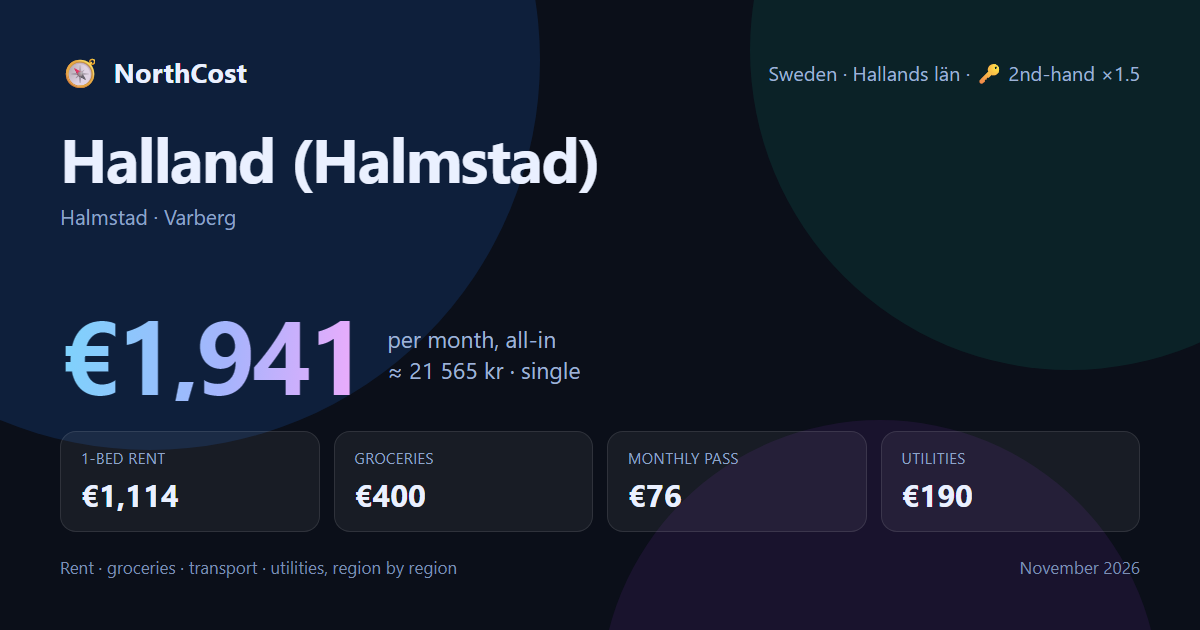 NorthCost
Sweden · Hallands län · 🔑 2nd-hand ×1.5
Halland (Halmstad)
Halmstad · Varberg
€1,941
per month, all-in
≈ 21 565 kr · single
1-BED RENT
€1,114
GROCERIES
€400
MONTHLY PASS
€76
UTILITIES
€190
Rent · groceries · transport · utilities, region by region
November 2026